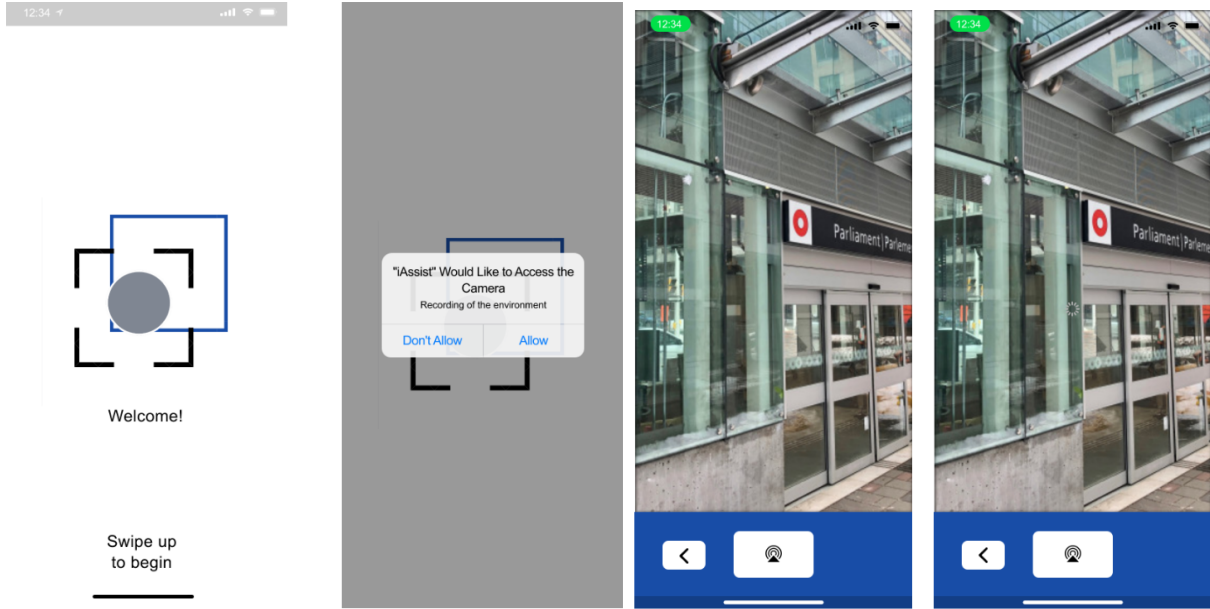 12:34
Welcome!
Swipe up
to begin
"iAssist" Would Like to Access the
Camera
Recording of the environment
Don't Allow
Allow
12:34
Parliament | Parleme
12:34
Parliament | Parleme